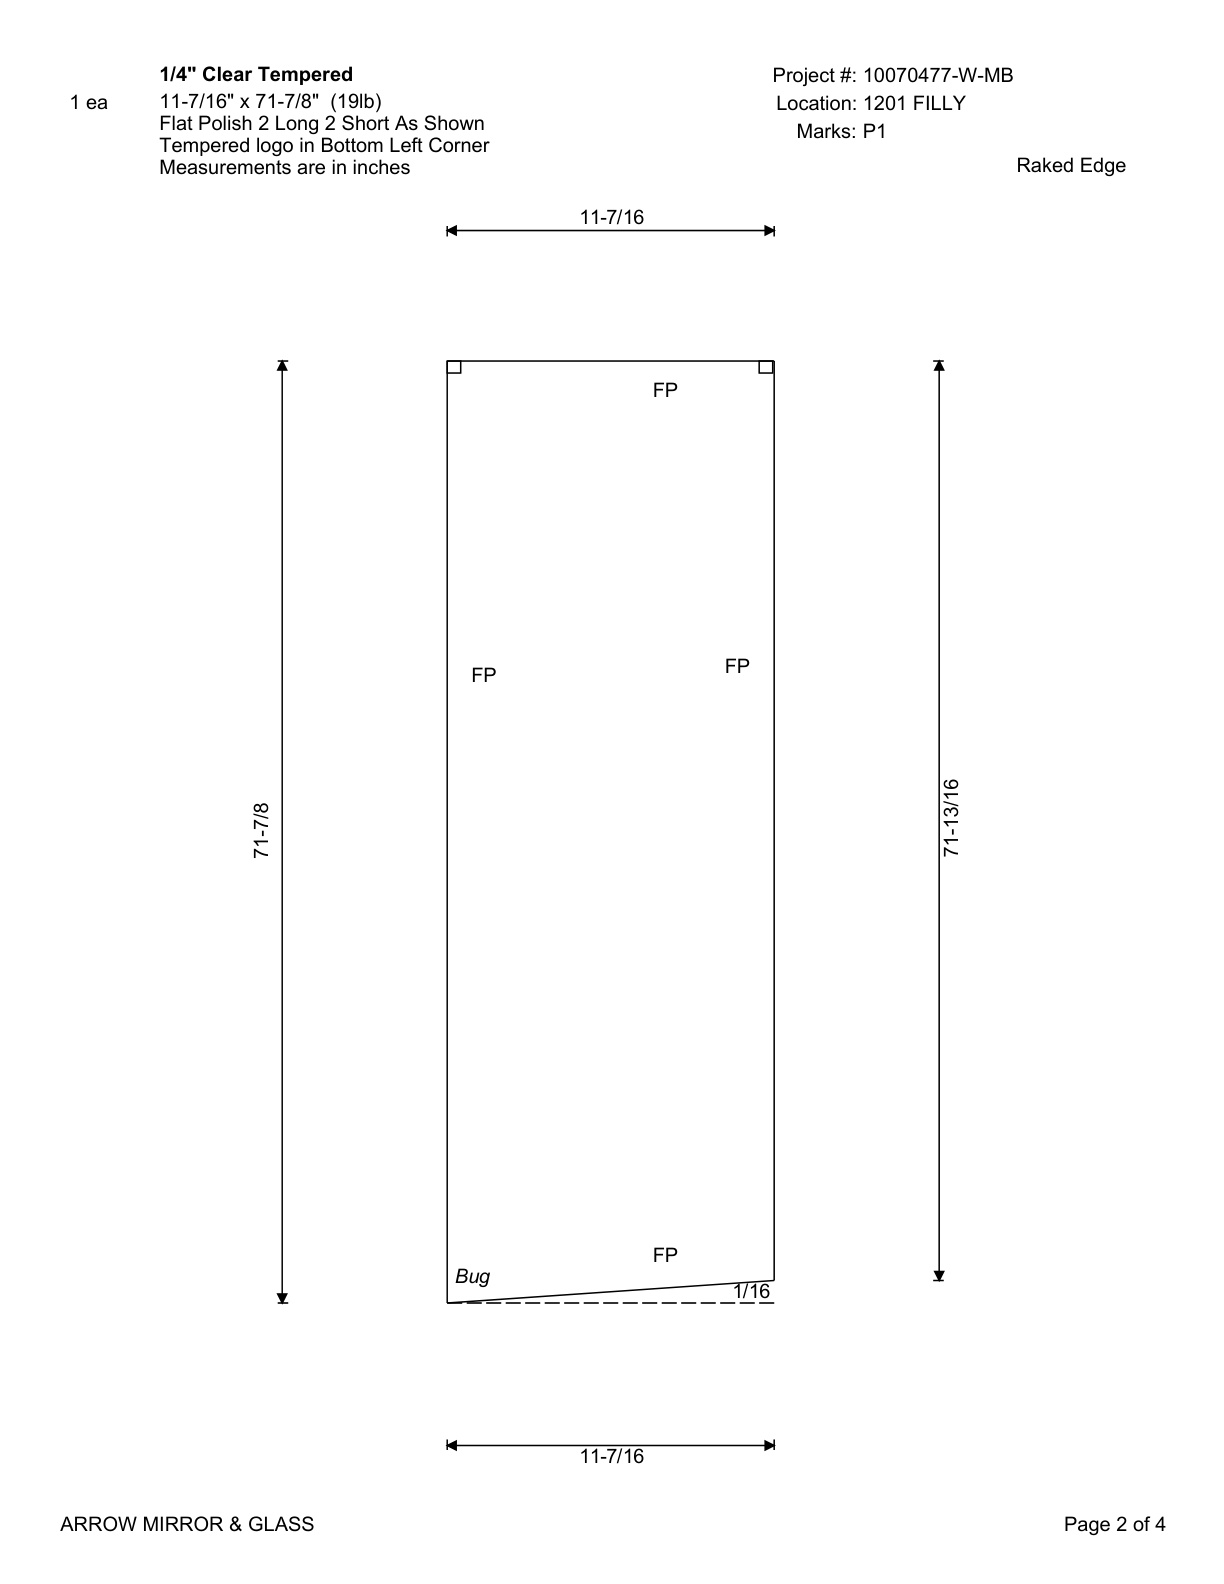 1/4" Clear Tempered
1 ea
11-7/16" x 71-7/8" (19lb)
Flat Polish 2 Long 2 Short As Shown
Tempered logo in Bottom Left Corner
Measurements are in inches
Project #: 10070477-W-MB
Location: 1201 FILLY
Marks: P1
Raked Edge
11-7/16
FP
FP
FP
71-7/8
71-13/16
FP
Bug
1/16
11-7/16
ARROW MIRROR & GLASS
Page 2 of 4